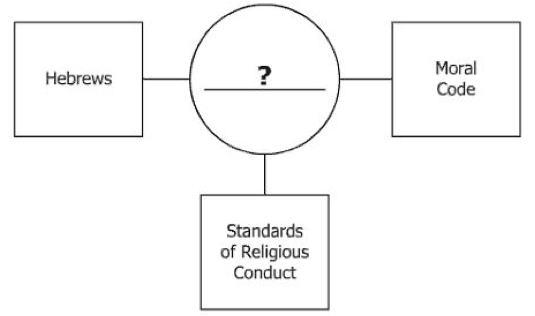 Hebrews
?
Moral
Code
Standards
of Religious
Conduct